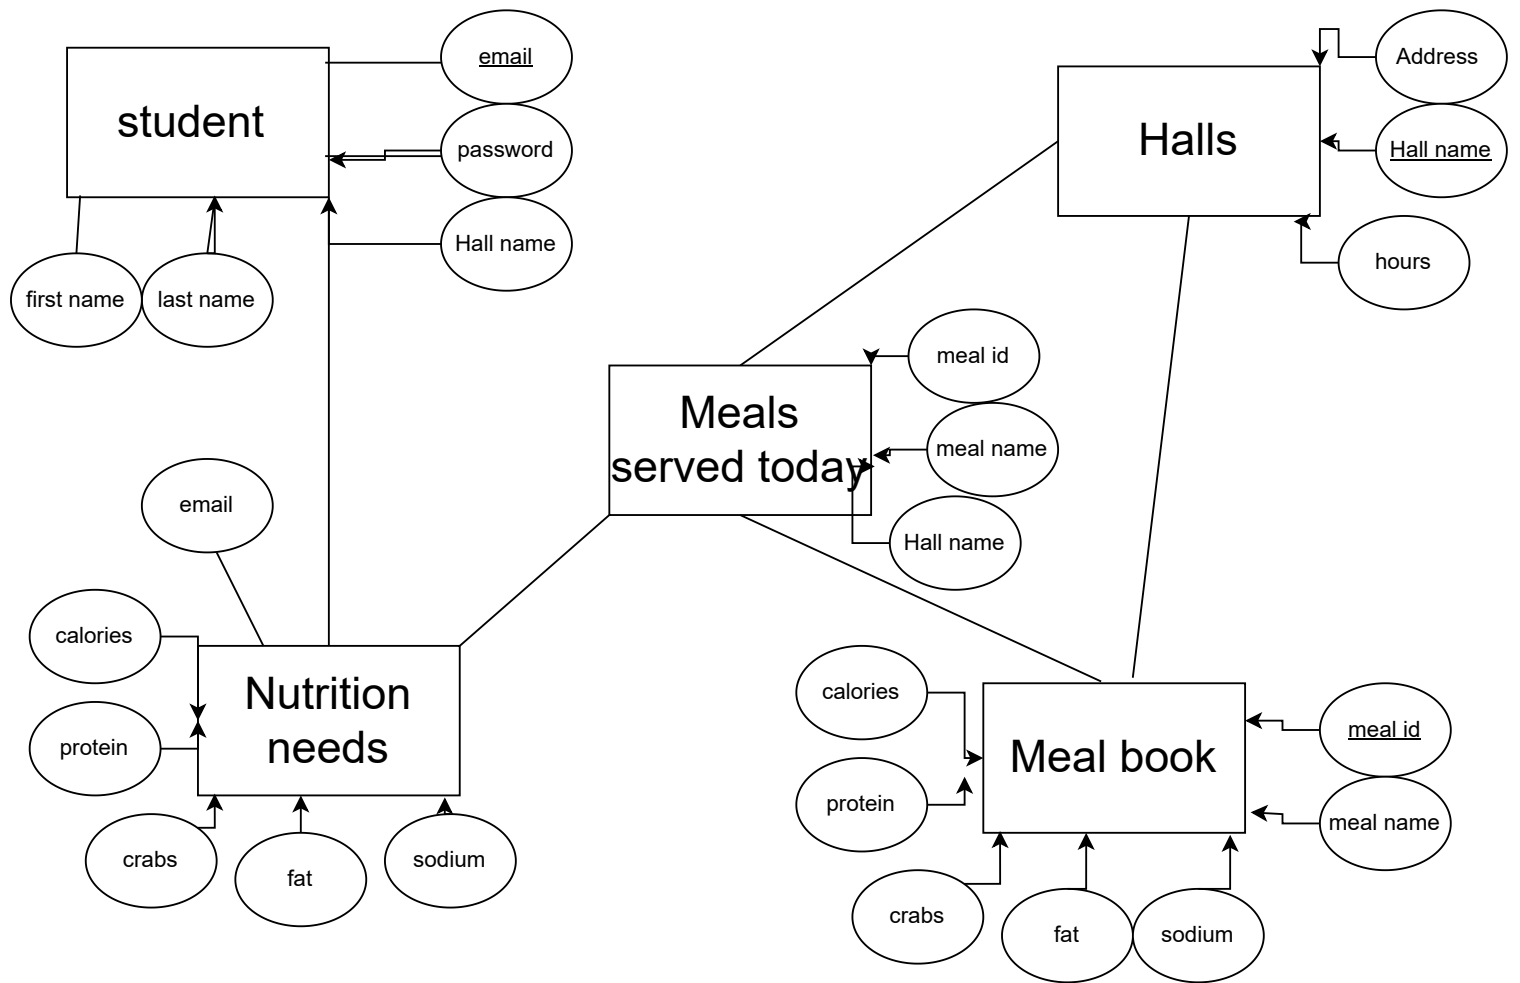 student
email
password
Hall name
first name
last name
Halls
Address
Hall name
hours
Meals
served today
meal id
meal name
Hall name
email
calories
protein
Nutrition
needs
crabs
fat
sodium
calories
protein
Meal book
meal id
meal name
crabs
fat
sodium